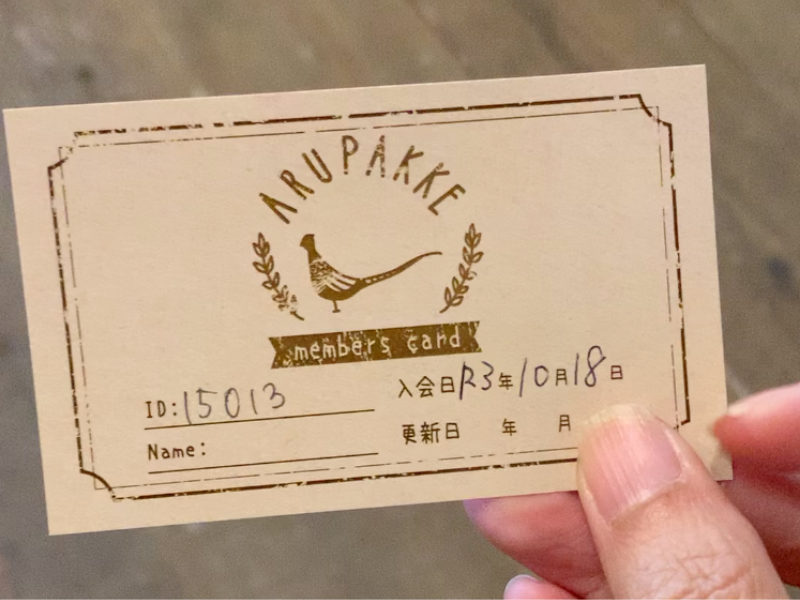 ARUPAKKE
members card
ID:15013
入会日R3年10月18日
Name:
更新日 年 月